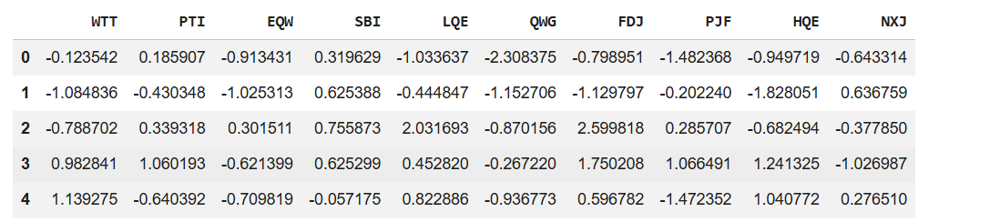 WTT PTI EQW SBI LQE QWG FDJ PJF HQE NXJ
0 -0.123542 0.185907 -0.913431 0.319629 -1.033637 -2.308375 -0.798951 -1.482368 -0.949719 -0.643314
1 -1.084836 -0.430348 -1.025313 0.625388 -0.444847 -1.152706 -1.129797 -0.202240 -1.828051 0.636759
2 -0.788702 0.339318 0.301511 0.755873 2.031693 -0.870156 2.599818 0.285707 -0.682494 -0.377850
3 0.982841 1.060193 -0.621399 0.625299 0.452820 -0.267220 1.750208 1.066491 1.241325 -1.026987
4 1.139275 -0.640392 -0.709819 -0.057175 0.822886 -0.936773 0.596782 -1.472352 1.040772 0.276510